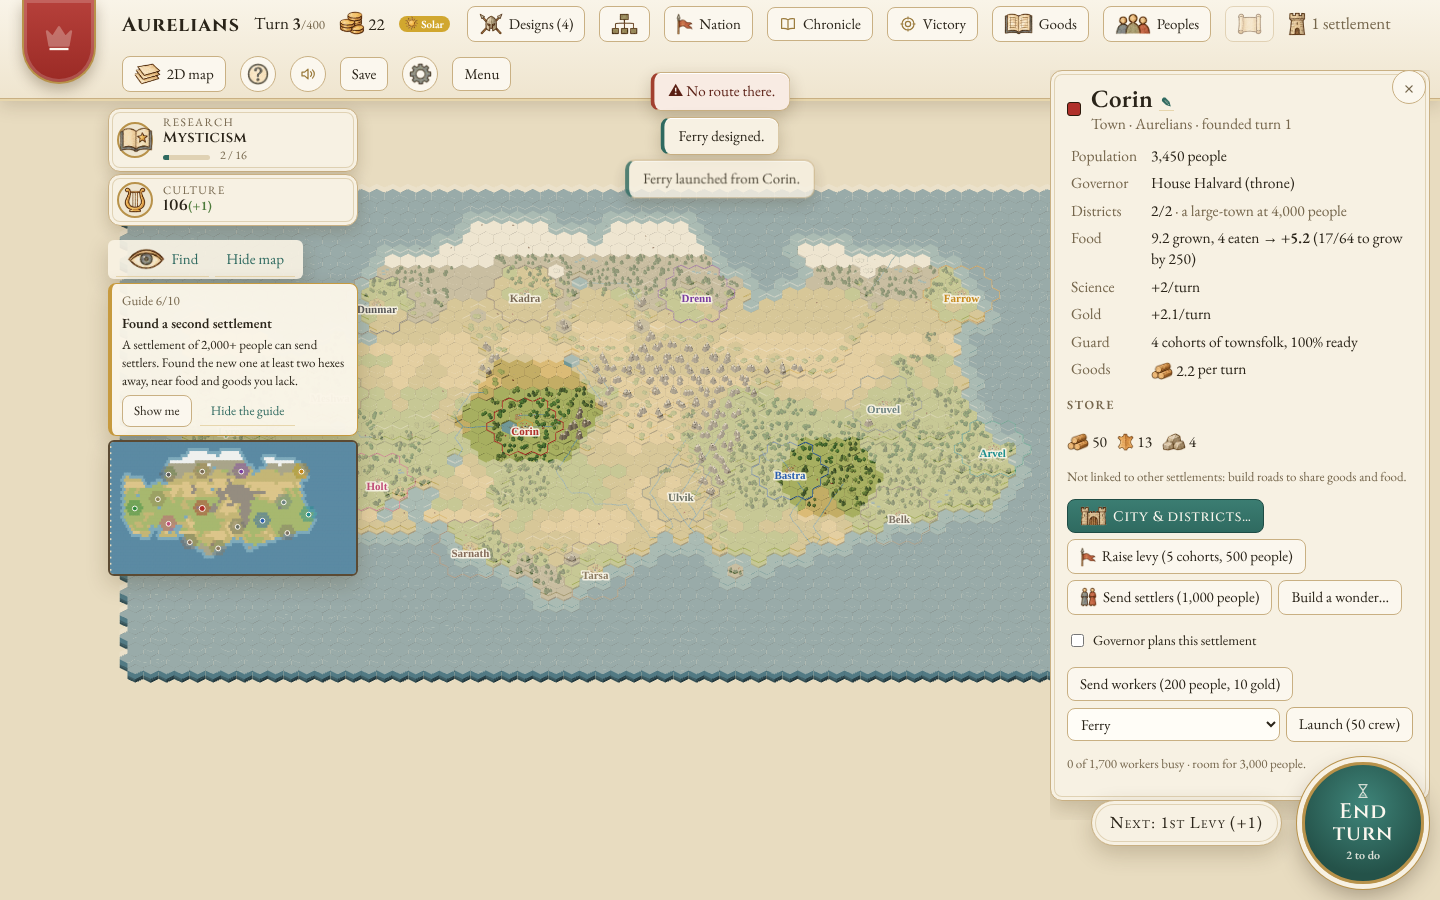 Aurelians
Turn 3/400
22
Solar
Designs (4)
Nation
Chronicle
Victory
Goods
Peoples
1 settlement
2D map
?
Save
Menu
No route there.
Ferry designed.
Ferry launched from Corin.
RESEARCH
Mysticism
2 / 16
CULTURE
106(+1)
Find
Hide map
Guide 6/10
Found a second settlement
A settlement of 2,000+ people can send
settlers. Found the new one at least two hexes
away, near food and goods you lack.
Show me
Hide the guide
Dunmar
Kadra
Drenn
Farrow
Corin
Oruvel
Arvel
Holt
Bastra
Ulvik
Belk
Sarnath
Tarsa
Corin
×
Town · Aurelians · founded turn 1
Population 3,450 people
Governor House Halvard (throne)
Districts 2/2 · a large-town at 4,000 people
Food 9.2 grown, 4 eaten → +5.2 (17/64 to grow
by 250)
Science +2/turn
Gold +2.1/turn
Guard 4 cohorts of townsfolk, 100% ready
Goods 2.2 per turn
STORE
50 13 4
Not linked to other settlements: build roads to share goods and food.
City & districts...
Raise levy (5 cohorts, 500 people)
Send settlers (1,000 people)
Build a wonder...
Governor plans this settlement
Send workers (200 people, 10 gold)
Ferry
Launch (50 crew)
0 of 1,700 workers busy · room for 3,000 people.
Next: 1st Levy (+1)
End
turn
2 to do